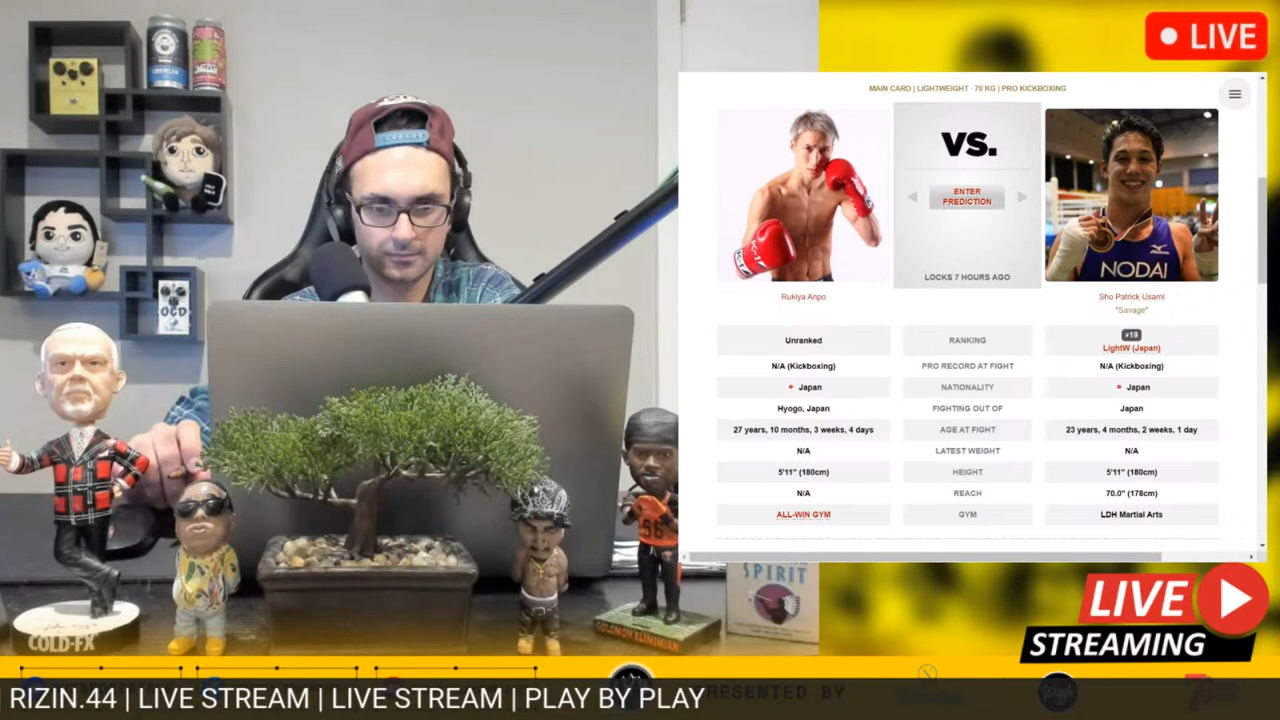 LIVE
MAIN CARD | LIGHTWEIGHT · 70 KG | PRO KICKBOXING
VS.
ENTER
PREDICTION
LOCKS 7 HOURS AGO
NODAI
Rukiya Anpo
Sho Patrick Usami
"Savage"
Unranked
RANKING
#19
LightW (Japan)
N/A (Kickboxing)
PRO RECORD AT FIGHT
N/A (Kickboxing)
Japan
NATIONALITY
Japan
Hyogo, Japan
FIGHTING OUT OF
Japan
27 years, 10 months, 3 weeks, 4 days
AGE AT FIGHT
23 years, 4 months, 2 weeks, 1 day
N/A
LATEST WEIGHT
N/A
5'11" (180cm)
HEIGHT
5'11" (180cm)
N/A
REACH
70.0" (178cm)
ALL-WIN GYM
GYM
LDH Martial Arts
OCD
COLD-FX
56
SOLOMON ELIMIMIAN
SPIRIT
LIVE
STREAMING
PRESENTED BY
RIZIN.44 | LIVE STREAM | LIVE STREAM | PLAY BY PLAY